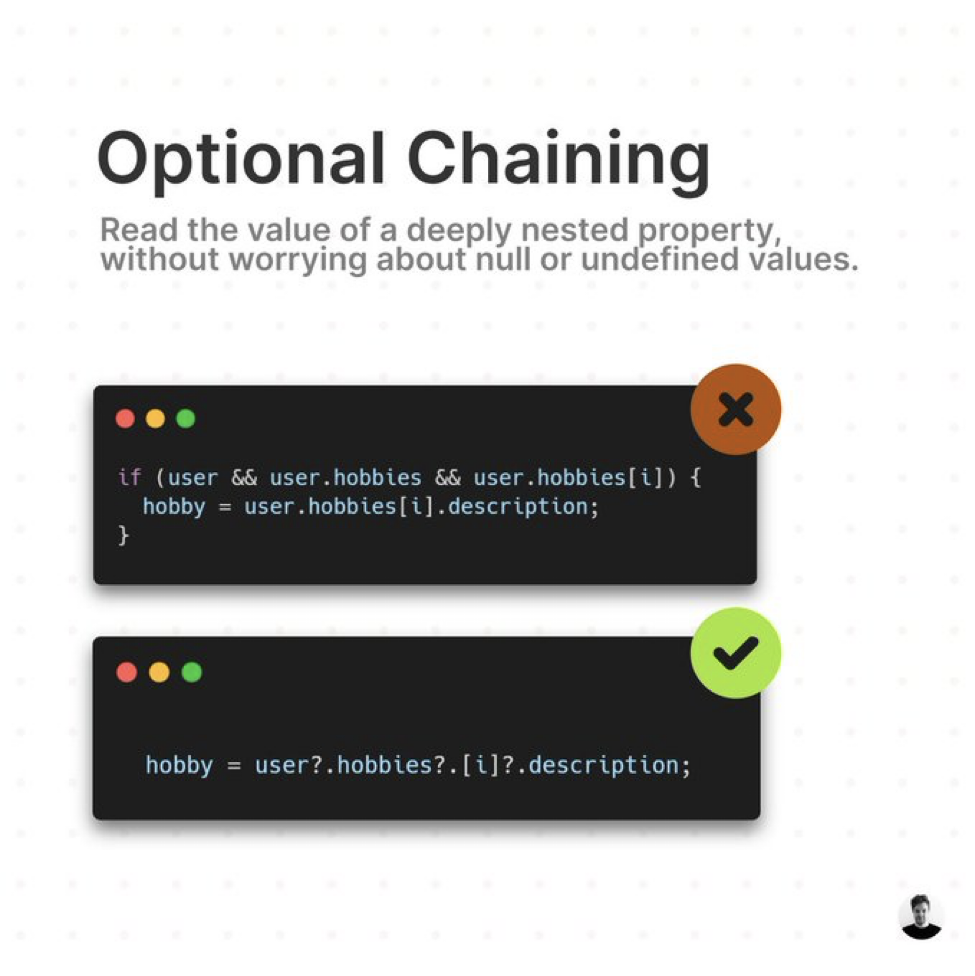 Optional Chaining
Read the value of a deeply nested property,
without worrying about null or undefined values.
if (user && user.hobbies && user.hobbies[i]) {
  hobby = user.hobbies[i].description;
}
hobby = user?.hobbies?.[i]?.description;